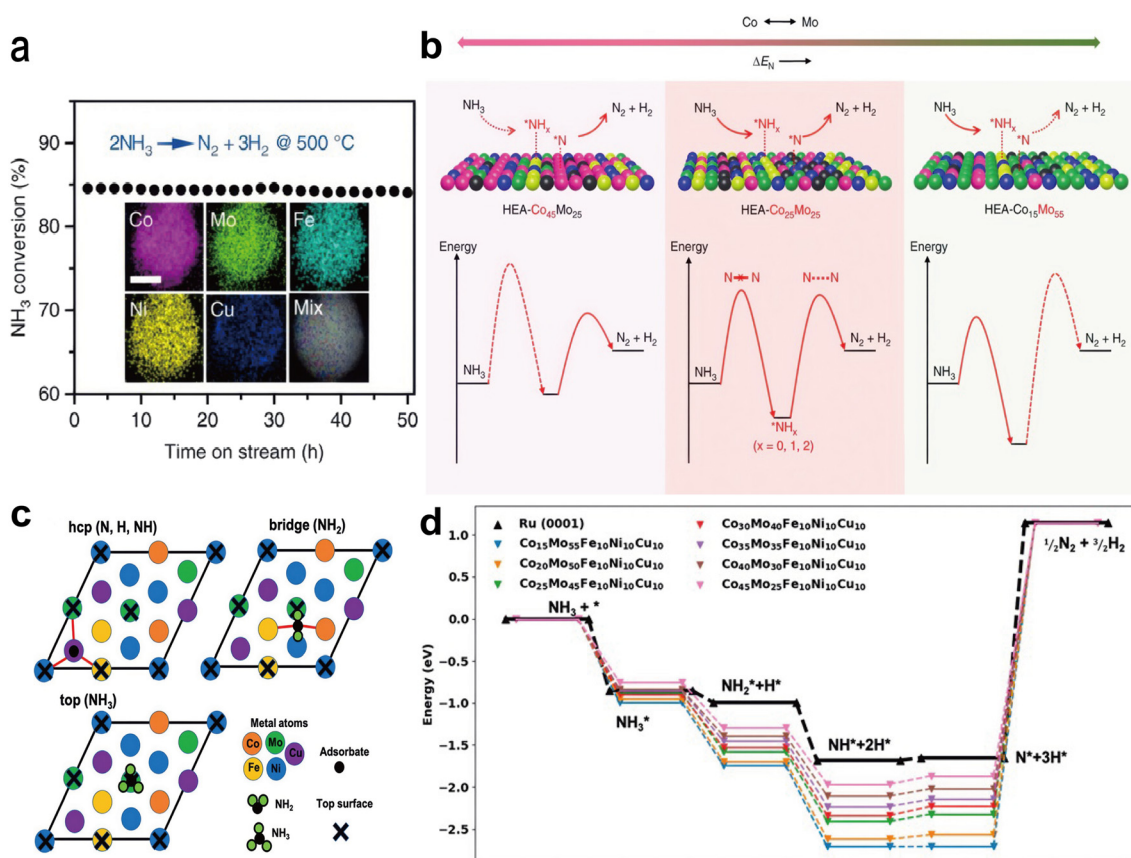 a
2NH₃ → N₂ + 3H₂ @ 500 °C
NH₃ conversion (%)
90
80
70
60
Co
Mo
Fe
Ni
Cu
Mix
0
10
20
30
40
50
Time on stream (h)
b
Co ⟷ Mo
ΔE_N →
NH₃
*NHₓ
*N
N₂ + H₂
HEA-Co₄₅Mo₂₅
NH₃
*NHₓ
*N
N₂ + H₂
HEA-Co₂₅Mo₂₅
NH₃
*NHₓ
*N
N₂ + H₂
HEA-Co₁₅Mo₅₅
Energy
NH₃
N₂ + H₂
Energy
N N
N N
NH₃
N₂ + H₂
*NHₓ
(x = 0, 1, 2)
Energy
NH₃
N₂ + H₂
c
hcp (N, H, NH)
bridge (NH₂)
top (NH₃)
Metal atoms
Co
Mo
Cu
Fe
Ni
Adsorbate
NH₂
NH₃
Top surface
d
Energy (eV)
1.0
0.5
0.0
-0.5
-1.0
-1.5
-2.0
-2.5
Ru (0001)
Co₁₅Mo₅₅Fe₁₀Ni₁₀Cu₁₀
Co₂₀Mo₅₀Fe₁₀Ni₁₀Cu₁₀
Co₂₅Mo₄₅Fe₁₀Ni₁₀Cu₁₀
Co₃₀Mo₄₀Fe₁₀Ni₁₀Cu₁₀
Co₃₅Mo₃₅Fe₁₀Ni₁₀Cu₁₀
Co₄₀Mo₃₀Fe₁₀Ni₁₀Cu₁₀
Co₄₅Mo₂₅Fe₁₀Ni₁₀Cu₁₀
NH₃ + *
NH₃*
NH₂*+H*
NH*+2H*
N*+3H*
½N₂ + ³⁄₂H₂